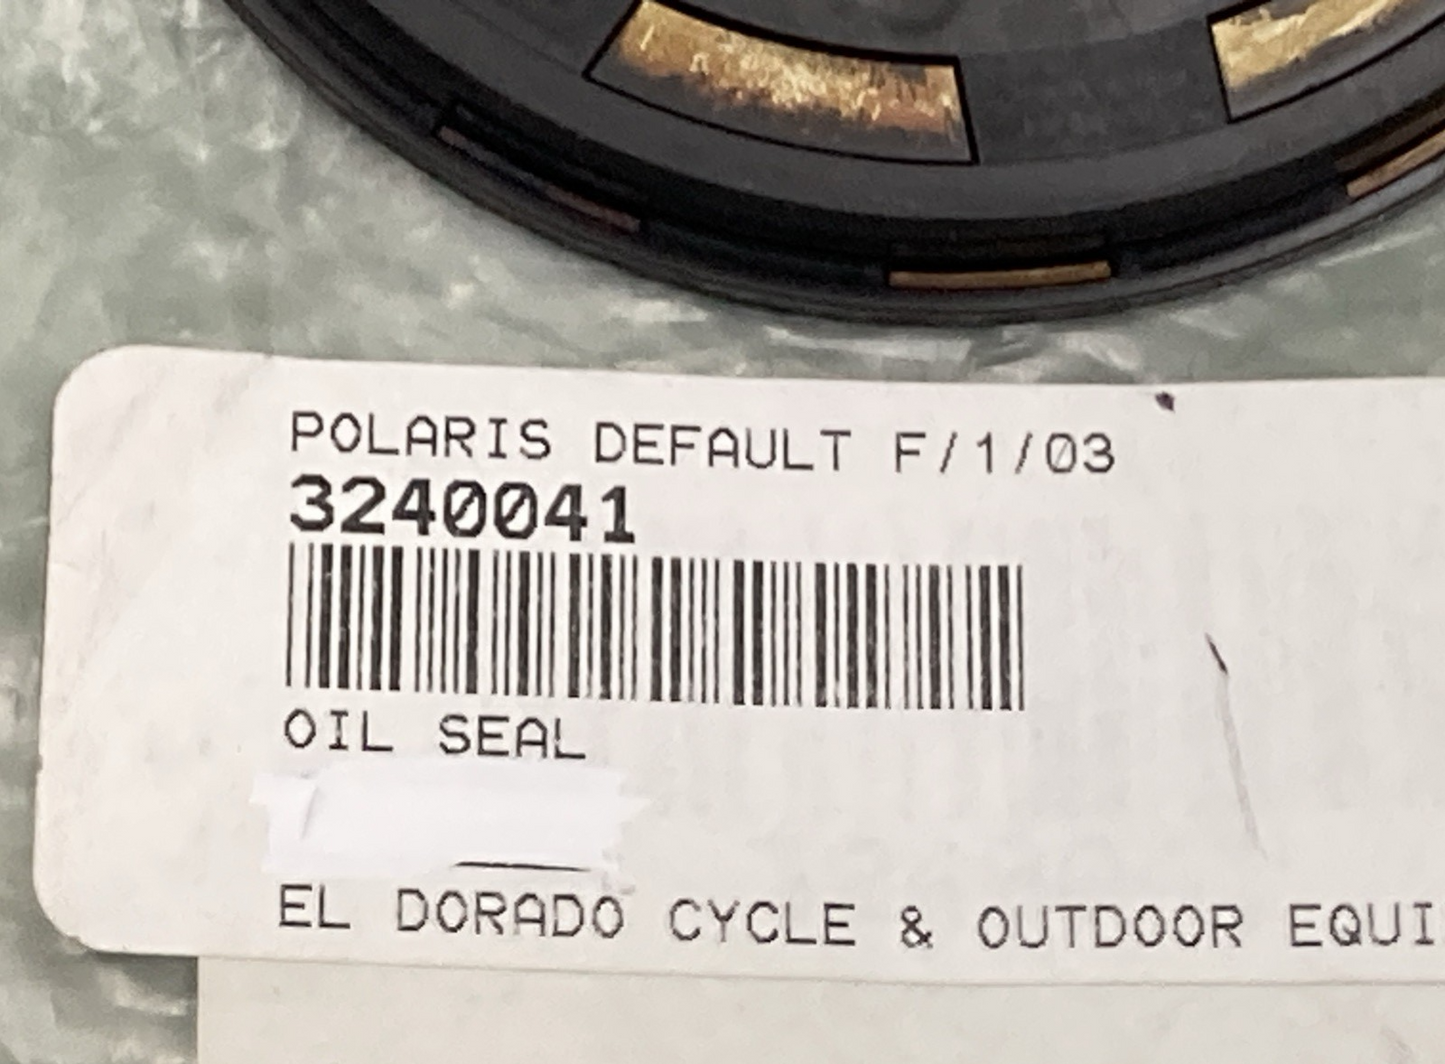 POLARIS DEFAULT F/1/03
3240041
OIL SEAL
EL DORADO CYCLE & OUTDOOR EQUI